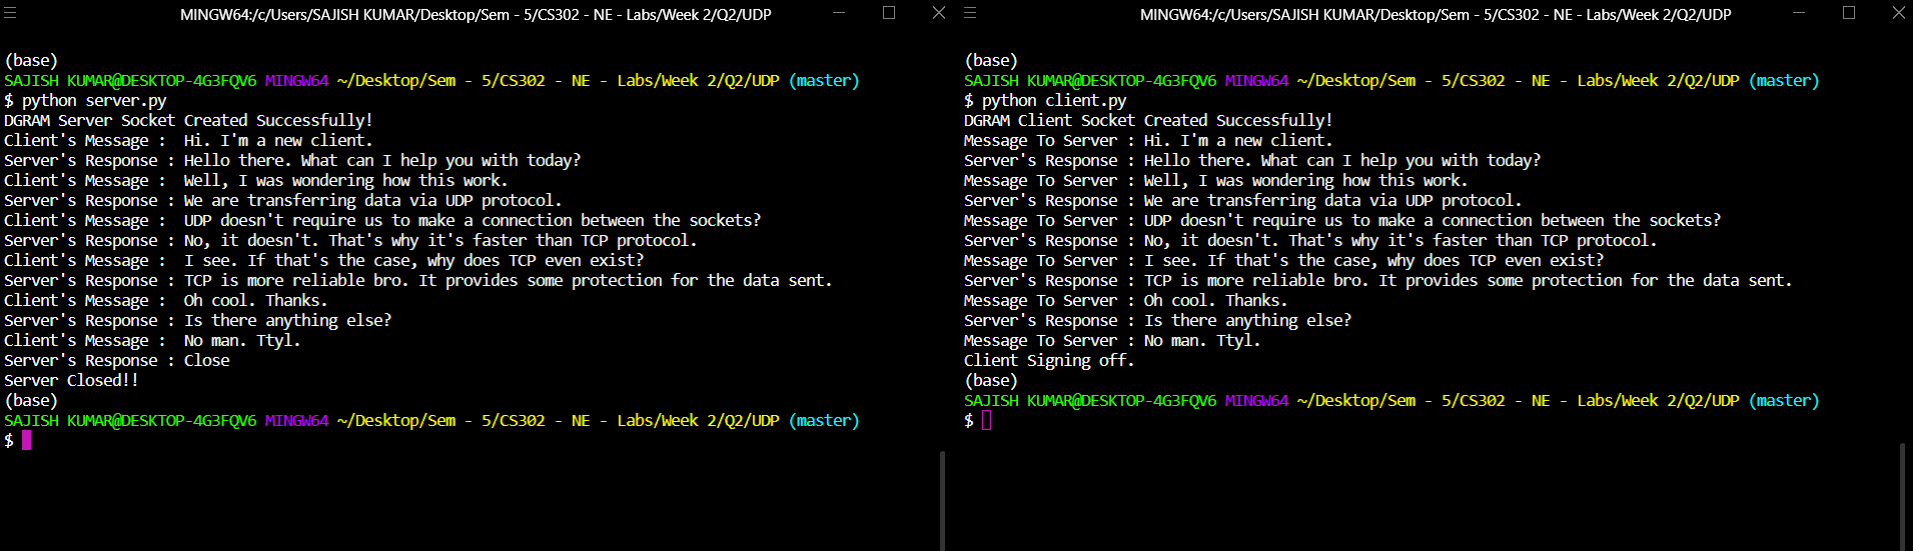 MINGW64:/c/Users/SAJISH KUMAR/Desktop/Sem - 5/CS302 - NE - Labs/Week 2/Q2/UDP
(base)
SAJISH KUMAR@DESKTOP-4G3FQV6 MINGW64 ~/Desktop/Sem - 5/CS302 - NE - Labs/Week 2/Q2/UDP (master)
$ python server.py
DGRAM Server Socket Created Successfully!
Client's Message :  Hi. I'm a new client.
Server's Response : Hello there. What can I help you with today?
Client's Message :  Well, I was wondering how this work.
Server's Response : We are transferring data via UDP protocol.
Client's Message :  UDP doesn't require us to make a connection between the sockets?
Server's Response : No, it doesn't. That's why it's faster than TCP protocol.
Client's Message :  I see. If that's the case, why does TCP even exist?
Server's Response : TCP is more reliable bro. It provides some protection for the data sent.
Client's Message :  Oh cool. Thanks.
Server's Response : Is there anything else?
Client's Message :  No man. Ttyl.
Server's Response : Close
Server Closed!!
(base)
SAJISH KUMAR@DESKTOP-4G3FQV6 MINGW64 ~/Desktop/Sem - 5/CS302 - NE - Labs/Week 2/Q2/UDP (master)
$
MINGW64:/c/Users/SAJISH KUMAR/Desktop/Sem - 5/CS302 - NE - Labs/Week 2/Q2/UDP
(base)
SAJISH KUMAR@DESKTOP-4G3FQV6 MINGW64 ~/Desktop/Sem - 5/CS302 - NE - Labs/Week 2/Q2/UDP (master)
$ python client.py
DGRAM Client Socket Created Successfully!
Message To Server : Hi. I'm a new client.
Server's Response : Hello there. What can I help you with today?
Message To Server : Well, I was wondering how this work.
Server's Response : We are transferring data via UDP protocol.
Message To Server : UDP doesn't require us to make a connection between the sockets?
Server's Response : No, it doesn't. That's why it's faster than TCP protocol.
Message To Server : I see. If that's the case, why does TCP even exist?
Server's Response : TCP is more reliable bro. It provides some protection for the data sent.
Message To Server : Oh cool. Thanks.
Server's Response : Is there anything else?
Message To Server : No man. Ttyl.
Client Signing off.
(base)
SAJISH KUMAR@DESKTOP-4G3FQV6 MINGW64 ~/Desktop/Sem - 5/CS302 - NE - Labs/Week 2/Q2/UDP (master)
$